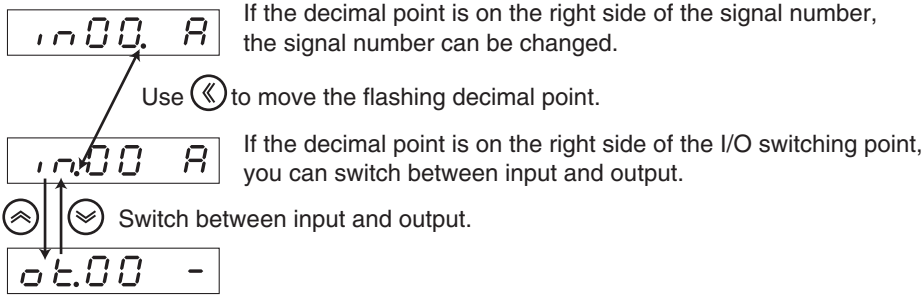 in00. A
If the decimal point is on the right side of the signal number,
the signal number can be changed.
Use to move the flashing decimal point.
in.00 A
If the decimal point is on the right side of the I/O switching point,
you can switch between input and output.
Switch between input and output.
ot.00 -